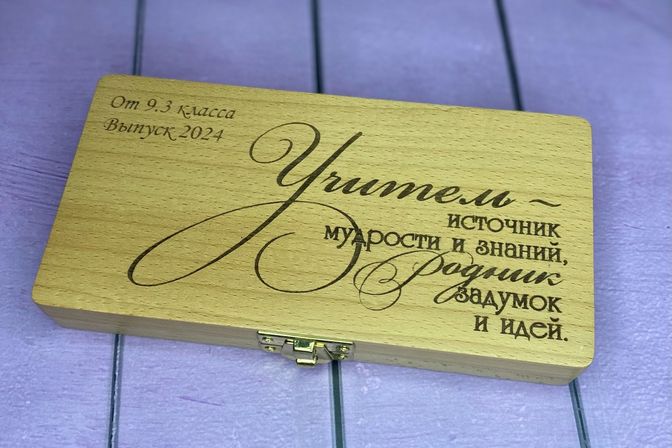 От 9.3 класса
Выпуск 2024
Учитель ~
источник
мудрости и знаний,
родник
задумок
и идей.